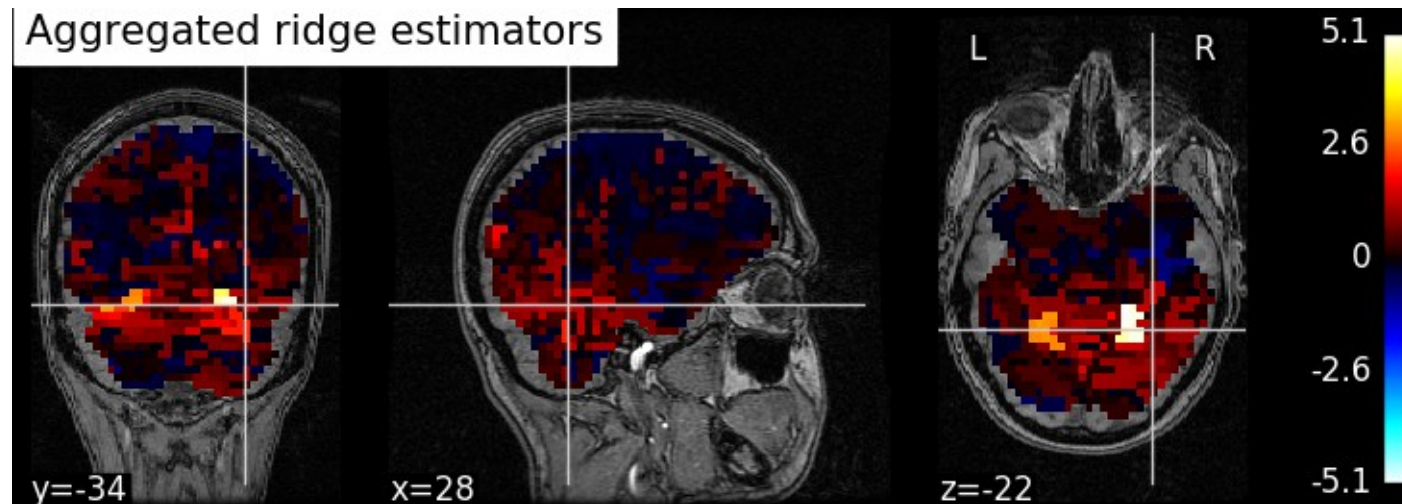 Aggregated ridge estimators
L
R
y=-34
x=28
z=-22
5.1
2.6
0
-2.6
-5.1